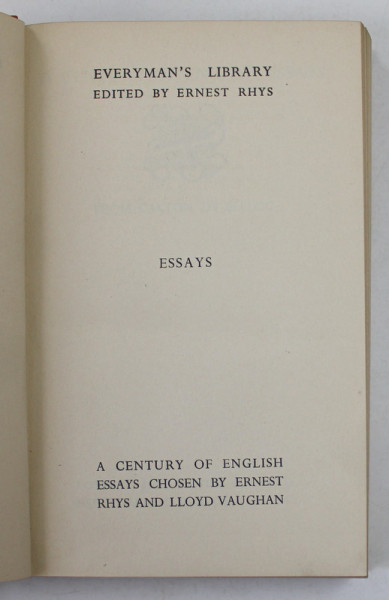 EVERYMAN'S LIBRARY
EDITED BY ERNEST RHYS
ESSAYS
A CENTURY OF ENGLISH
ESSAYS CHOSEN BY ERNEST
RHYS AND LLOYD VAUGHAN